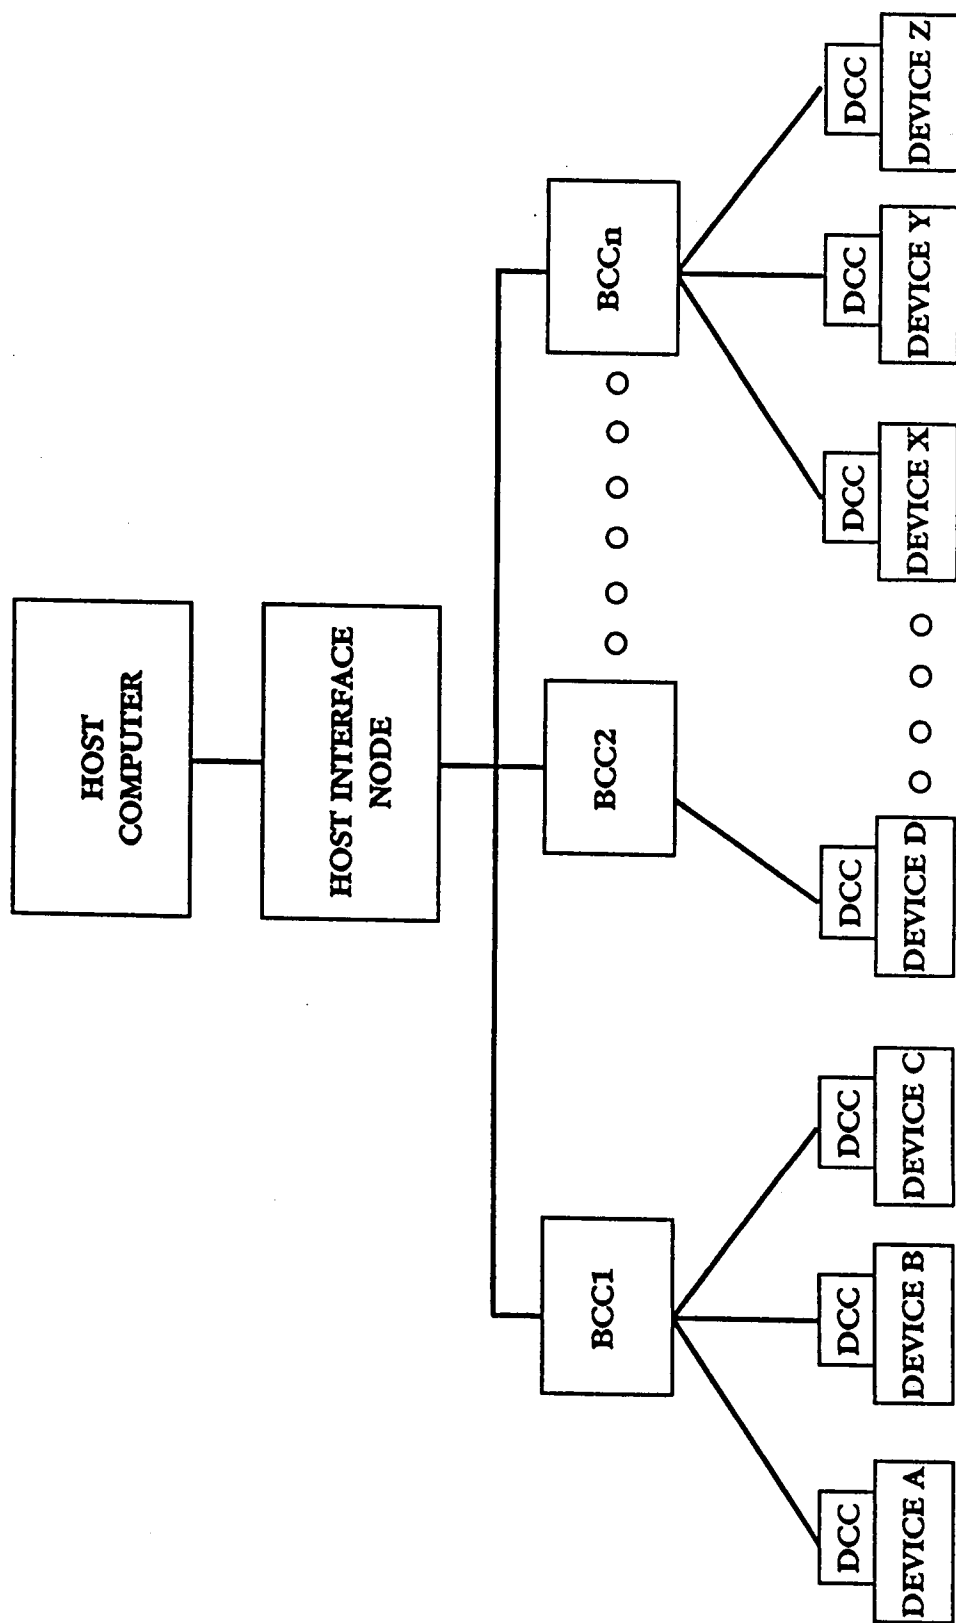 HOST
COMPUTER
HOST INTERFACE
NODE
BCC1
BCC2
BCCn
DCC
DCC
DCC
DCC
DCC
DCC
DCC
DEVICE A
DEVICE B
DEVICE C
DEVICE D
DEVICE X
DEVICE Y
DEVICE Z